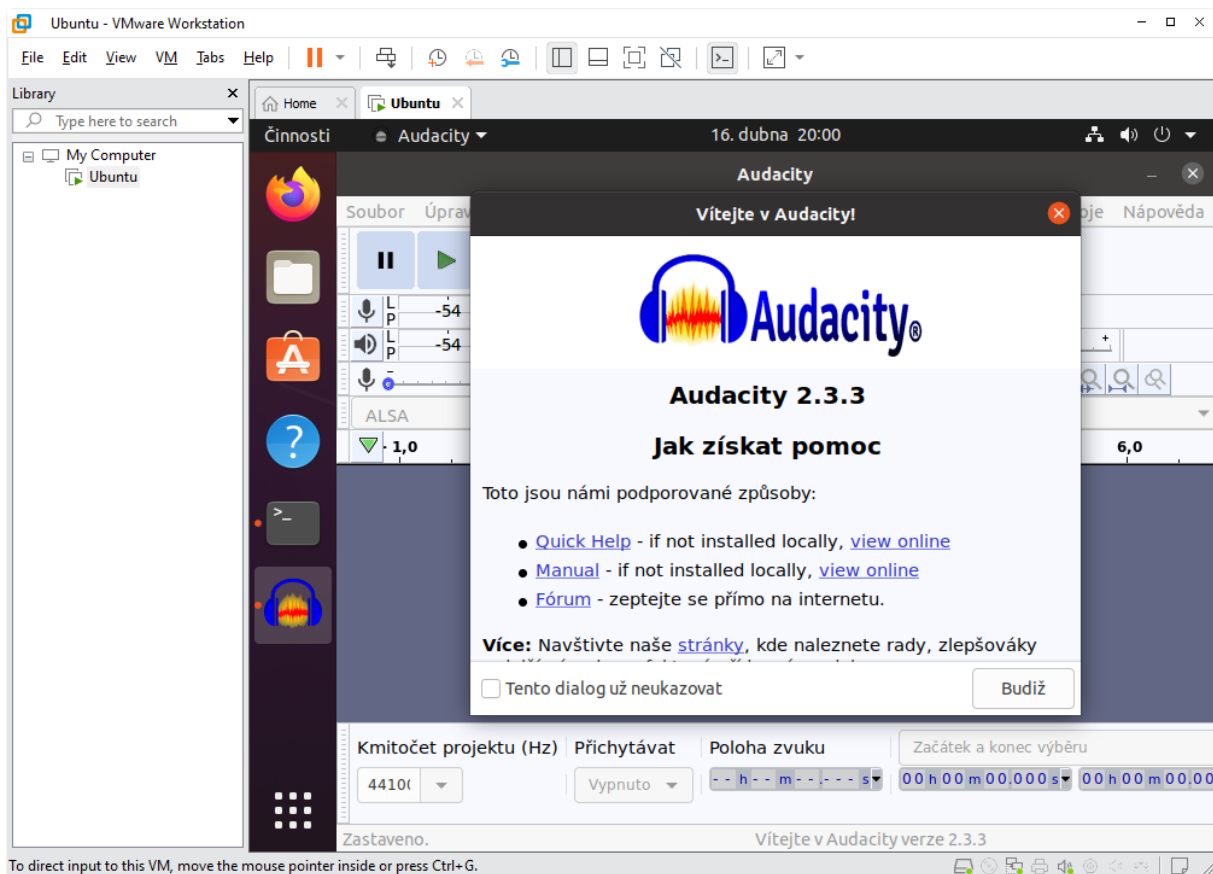 Ubuntu - VMware Workstation
File Edit View VM Tabs Help
Library
Type here to search
My Computer
Ubuntu
Home
Ubuntu
Činnosti Audacity 16. dubna 20:00
Audacity
Soubor Úprav oje Nápověda
L
P -54
L
P -54
ALSA
- 1,0 6,0
Vítejte v Audacity!
Audacity®
Audacity 2.3.3
Jak získat pomoc
Toto jsou námi podporované způsoby:
Quick Help - if not installed locally, view online
Manual - if not installed locally, view online
Fórum - zeptejte se přímo na internetu.
Více: Navštivte naše stránky, kde naleznete rady, zlepšováky
Tento dialog už neukazovat Budiž
Kmitočet projektu (Hz) Přichytávat Poloha zvuku Začátek a konec výběru
4410 Vypnuto - - h - - m - - . - - - s 00 h 00 m 00.000 s 00 h 00 m 00.00
Zastaveno. Vítejte v Audacity verze 2.3.3
To direct input to this VM, move the mouse pointer inside or press Ctrl+G.